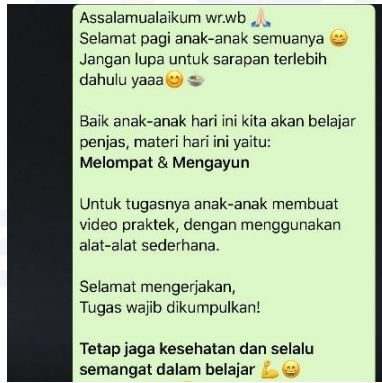 Assalamualaikum wr.wb 🙏🏻
Selamat pagi anak-anak semuanya 😄
Jangan lupa untuk sarapan terlebih
dahulu yaaa😊 🍲
Baik anak-anak hari ini kita akan belajar
penjas, materi hari ini yaitu:
Melompat & Mengayun
Untuk tugasnya anak-anak membuat
video praktek, dengan menggunakan
alat-alat sederhana.
Selamat mengerjakan,
Tugas wajib dikumpulkan!
Tetap jaga kesehatan dan selalu
semangat dalam belajar 💪😄